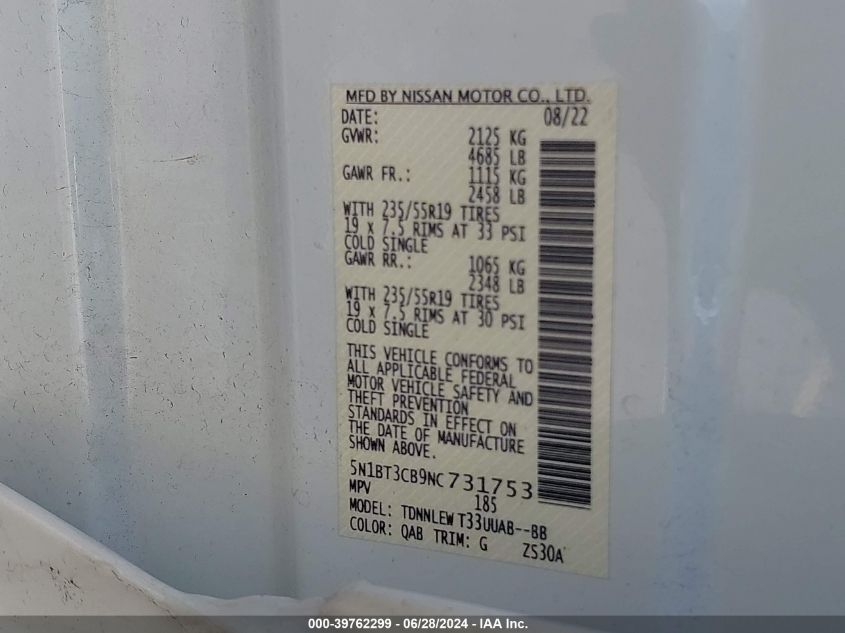 MFD BY NISSAN MOTOR CO., LTD.
DATE: 08/22
GVWR: 2125 KG
4685 LB
GAWR FR.: 1115 KG
2458 LB
WITH 235/55R19 TIRES
19 x 7.5 RIMS AT 33 PSI
COLD SINGLE
GAWR RR.: 1065 KG
2348 LB
WITH 235/55R19 TIRES
19 x 7.5 RIMS AT 30 PSI
COLD SINGLE
THIS VEHICLE CONFORMS TO
ALL APPLICABLE FEDERAL
MOTOR VEHICLE SAFETY AND
THEFT PREVENTION
STANDARDS IN EFFECT ON
THE DATE OF MANUFACTURE
SHOWN ABOVE.
5N1BT3CB9NC731753
MPV 185
MODEL: TDNNLEW T33UUAB--BB
COLOR: QAB TRIM: G ZS30A
000-39762299 - 06/28/2024 - IAA Inc.